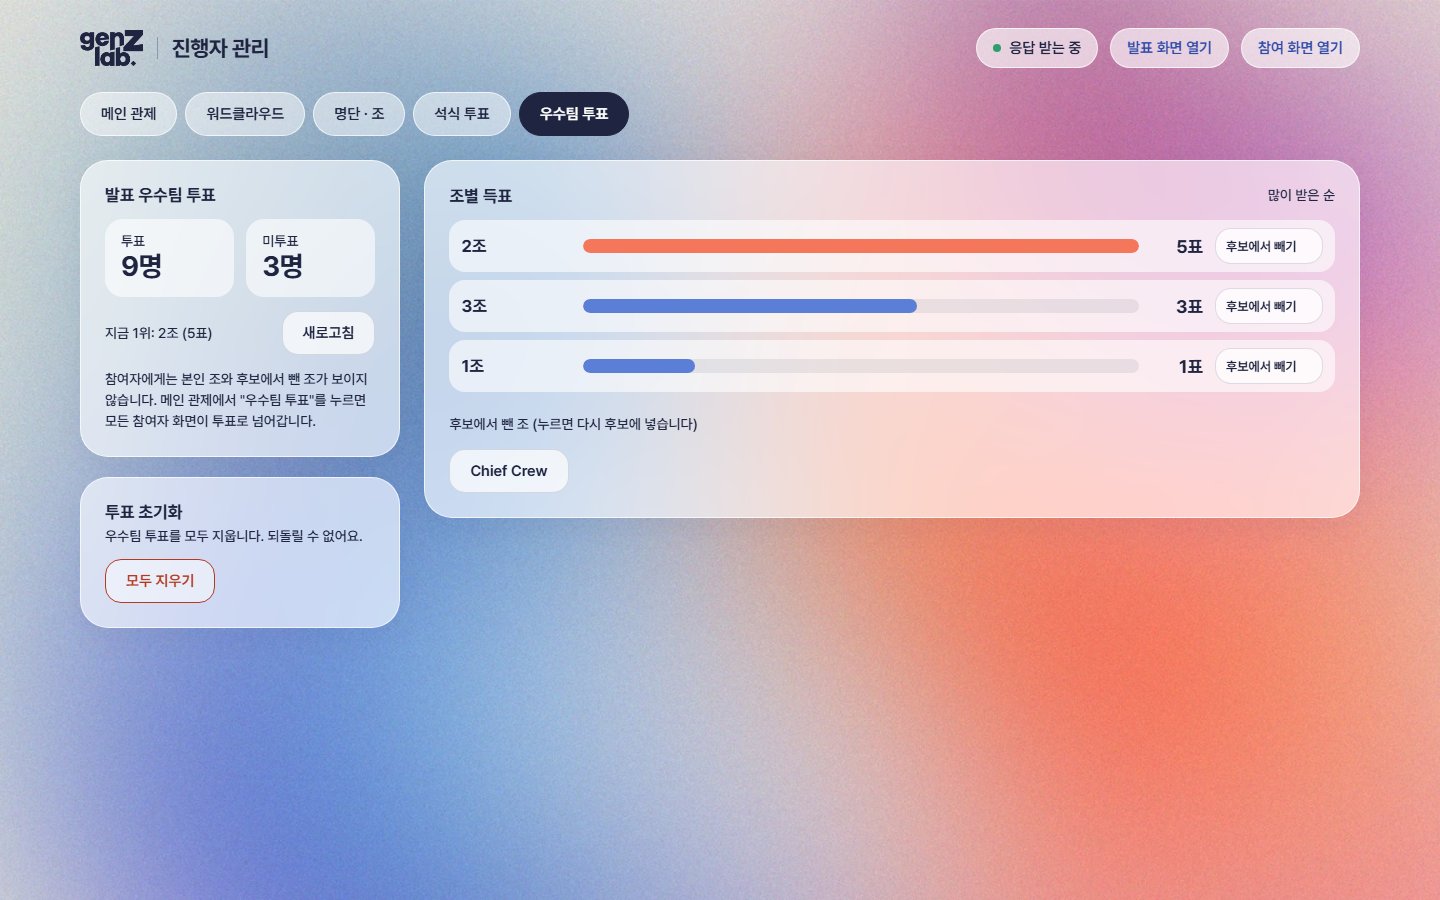 genZ lab.
진행자 관리
응답 받는 중
발표 화면 열기
참여 화면 열기
메인 관제
워드클라우드
명단 · 조
석식 투표
우수팀 투표
발표 우수팀 투표
투표
9명
미투표
3명
지금 1위: 2조 (5표)
새로고침
참여자에게는 본인 조와 후보에서 뺀 조가 보이지
않습니다. 메인 관제에서 "우수팀 투표"를 누르면
모든 참여자 화면이 투표로 넘어갑니다.
투표 초기화
우수팀 투표를 모두 지웁니다. 되돌릴 수 없어요.
모두 지우기
조별 득표
많이 받은 순
2조
5표
후보에서 빼기
3조
3표
후보에서 빼기
1조
1표
후보에서 빼기
후보에서 뺀 조 (누르면 다시 후보에 넣습니다)
Chief Crew